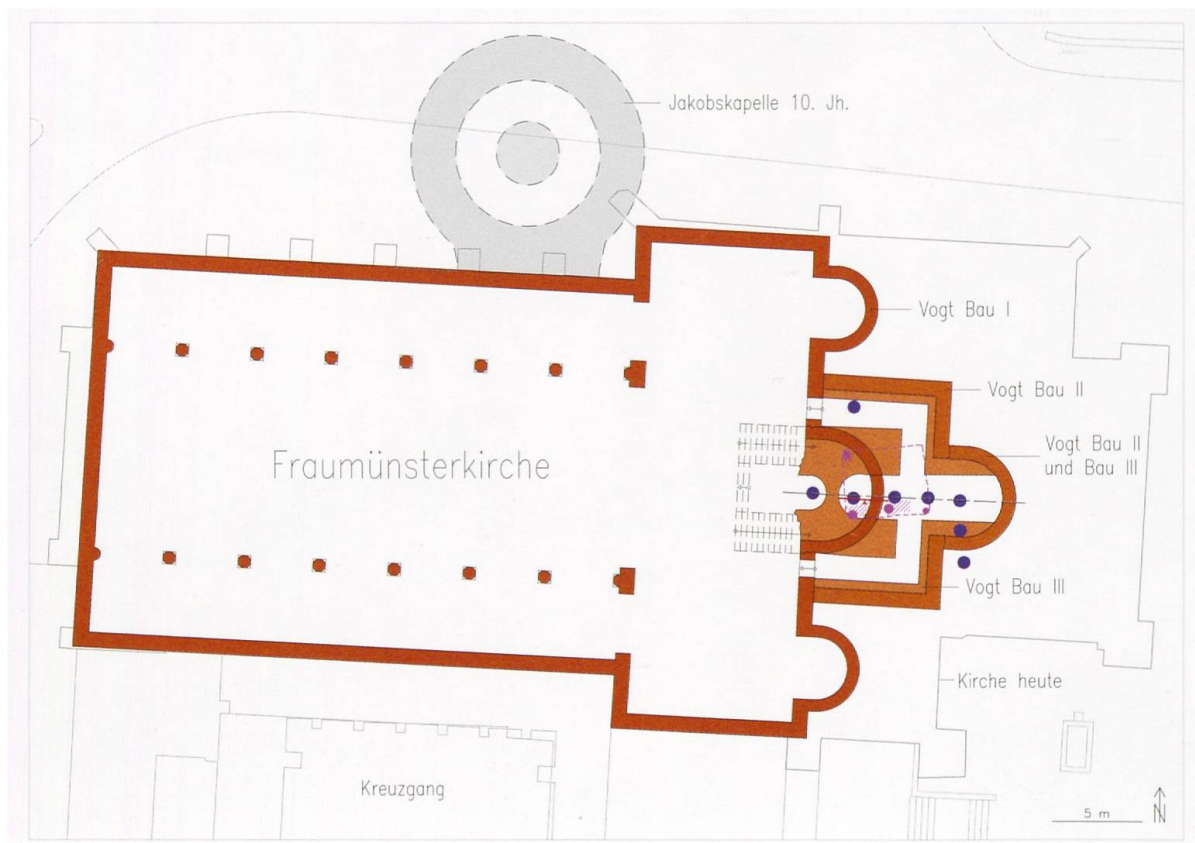 Jakobskapelle 10. Jh.
Vogt Bau I
Vogt Bau II
Vogt Bau II
und Bau III
Fraumünsterkirche
Vogt Bau III
Kirche heute
Kreuzgang
5 m
N